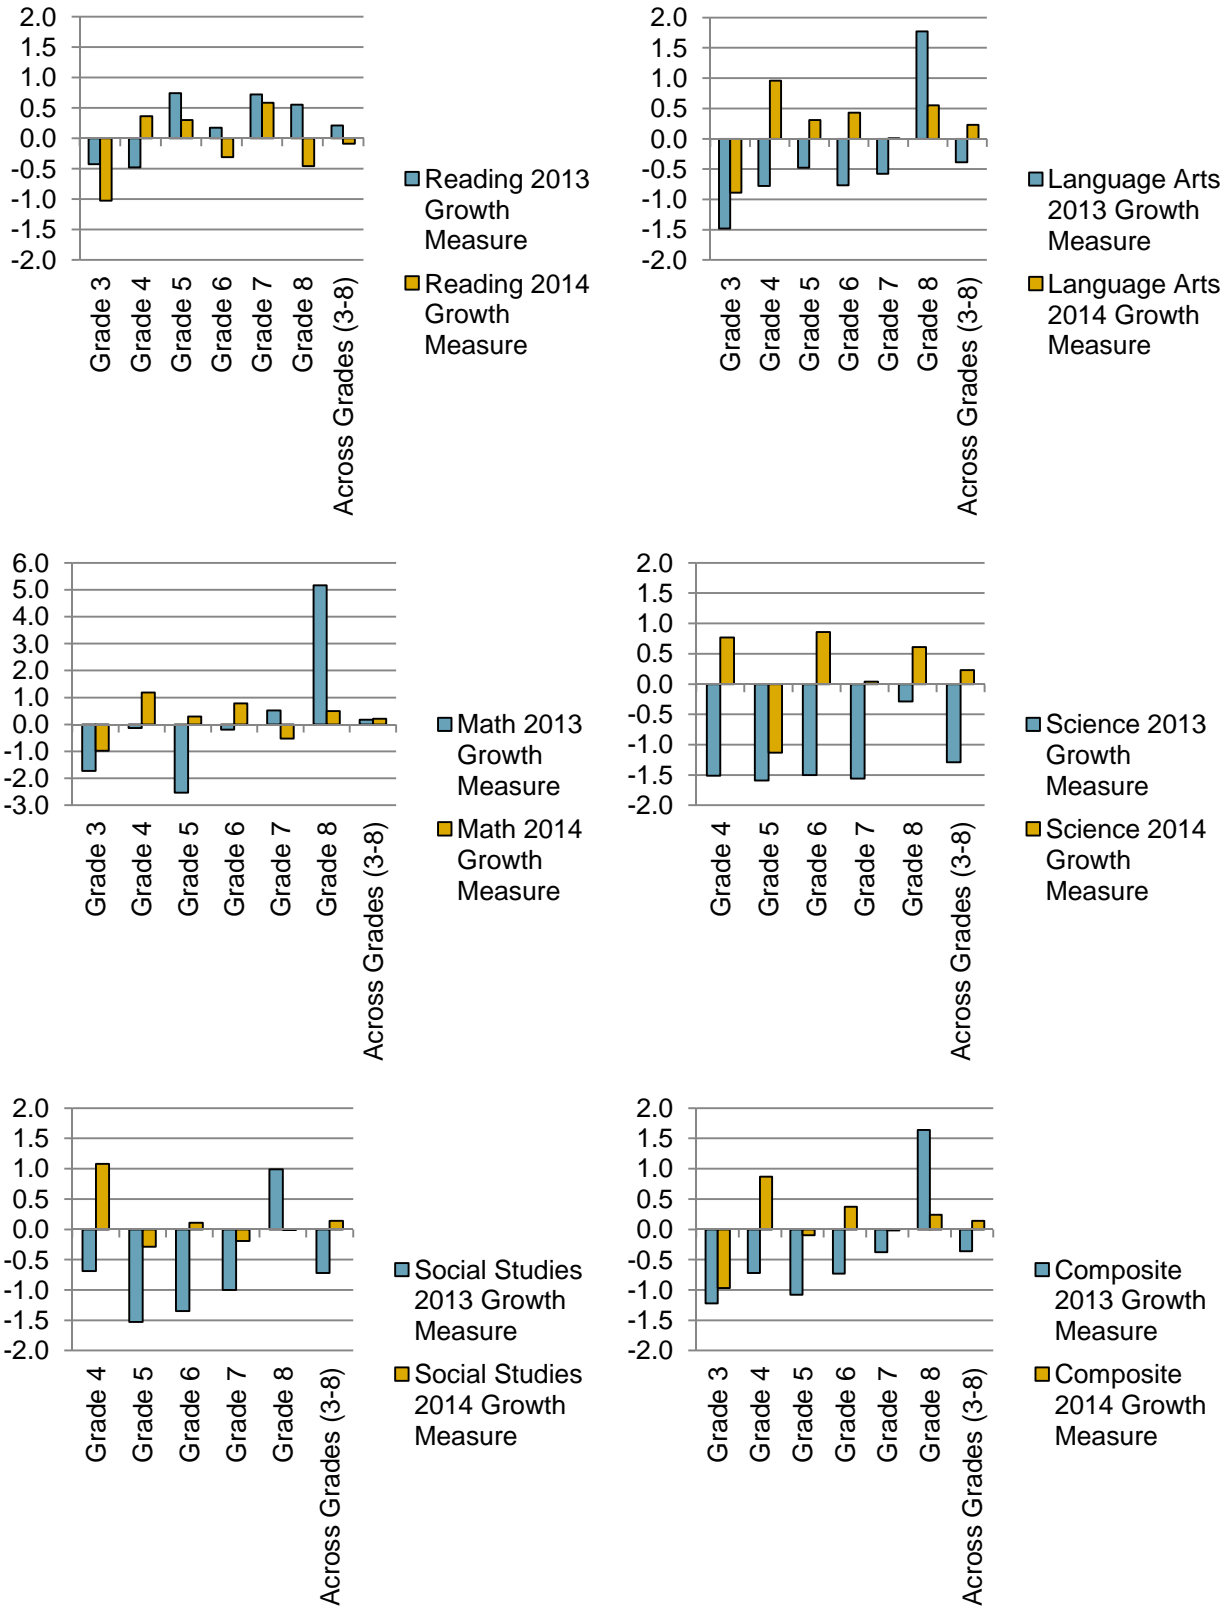 2.0
1.5
1.0
0.5
0.0
-0.5
-1.0
-1.5
-2.0
Grade 3
Grade 4
Grade 5
Grade 6
Grade 7
Grade 8
Across Grades (3-8)
Reading 2013
Growth
Measure
Reading 2014
Growth
Measure
2.0
1.5
1.0
0.5
0.0
-0.5
-1.0
-1.5
-2.0
Grade 3
Grade 4
Grade 5
Grade 6
Grade 7
Grade 8
Across Grades (3-8)
Language Arts
2013 Growth
Measure
Language Arts
2014 Growth
Measure
6.0
5.0
4.0
3.0
2.0
1.0
0.0
-1.0
-2.0
-3.0
Grade 3
Grade 4
Grade 5
Grade 6
Grade 7
Grade 8
Across Grades (3-8)
Math 2013
Growth
Measure
Math 2014
Growth
Measure
2.0
1.5
1.0
0.5
0.0
-0.5
-1.0
-1.5
-2.0
Grade 4
Grade 5
Grade 6
Grade 7
Grade 8
Across Grades (3-8)
Science 2013
Growth
Measure
Science 2014
Growth
Measure
2.0
1.5
1.0
0.5
0.0
-0.5
-1.0
-1.5
-2.0
Grade 4
Grade 5
Grade 6
Grade 7
Grade 8
Across Grades (3-8)
Social Studies
2013 Growth
Measure
Social Studies
2014 Growth
Measure
2.0
1.5
1.0
0.5
0.0
-0.5
-1.0
-1.5
-2.0
Grade 3
Grade 4
Grade 5
Grade 6
Grade 7
Grade 8
Across Grades (3-8)
Composite
2013 Growth
Measure
Composite
2014 Growth
Measure